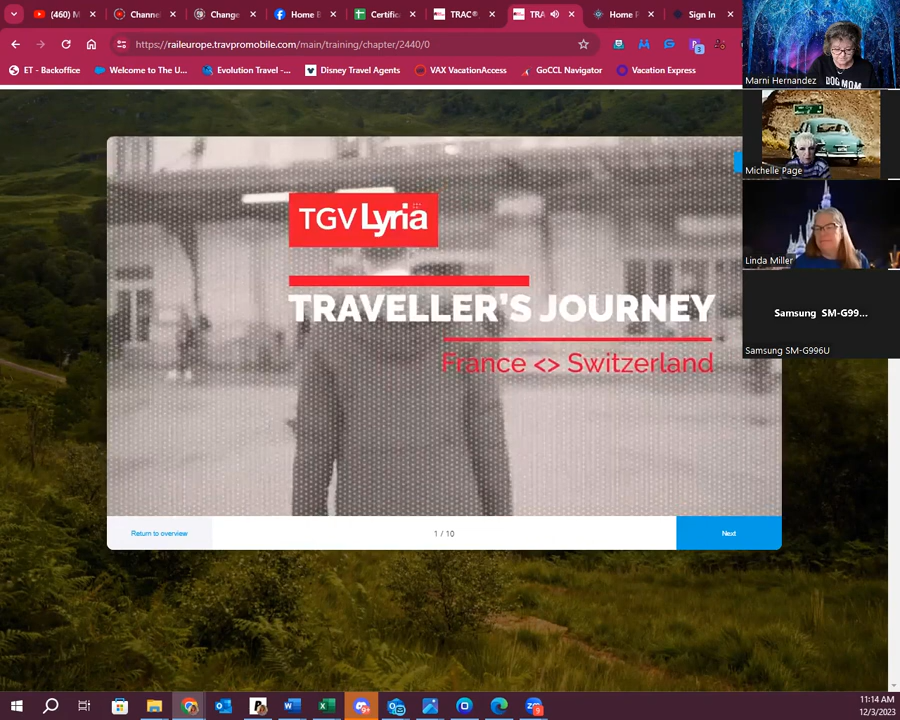 (460) M
Channel
Change
Home
Certific
TRAC
TRA
Home
Sign In
https://raileurope.travpromobile.com/main/training/chapter/2440/0
ET - Backoffice
Welcome to The U...
Evolution Travel -...
Disney Travel Agents
VAX VacationAccess
GoCCL Navigator
Vacation Express
TGV Lyria
TRAVELLER'S JOURNEY
France <> Switzerland
Return to overview
1 / 10
Next
DOG MOM
Marni Hernandez
Michelle Page
Linda Miller
Samsung SM-G99...
Samsung SM-G996U
11:14 AM
12/3/2023